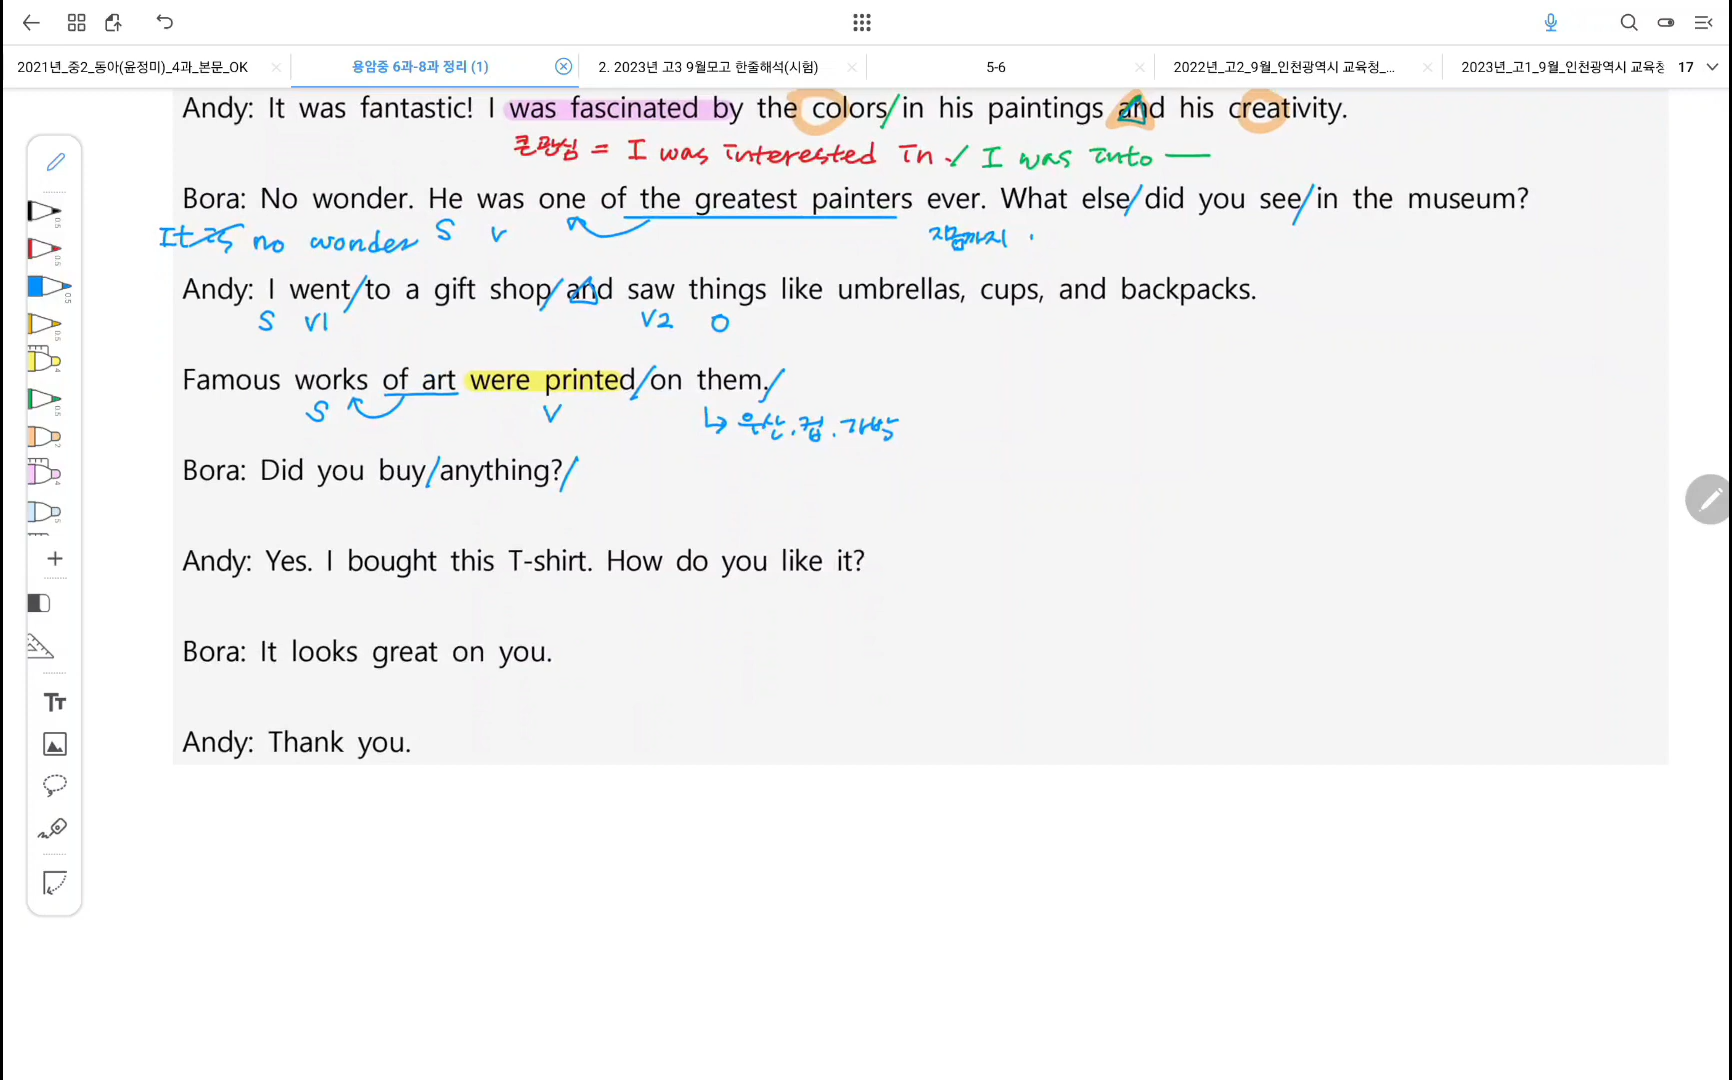 2021년_중2_동아(윤정미)_4과_본문_OK
용암중 6과-8과 정리 (1)
2. 2023년 고3 9월모고 한줄해석(시험)
5-6
2022년_고2_9월_인천광역시 교육청_...
2023년_고1_9월_인천광역시 교육청
17
Andy: It was fantastic! I was fascinated by the colors/in his paintings and his creativity.
큰관심 = I was interested in / I was into —
Bora: No wonder. He was one of the greatest painters ever. What else/did you see/in the museum?
It is no wonder S v 지금까지
Andy: I went/to a gift shop/and saw things like umbrellas, cups, and backpacks.
S V1 V2 O
Famous works of art were printed/on them./
S V ↳ 우산.컵.가방
Bora: Did you buy/anything?/
Andy: Yes. I bought this T-shirt. How do you like it?
Bora: It looks great on you.
Tт
Andy: Thank you.